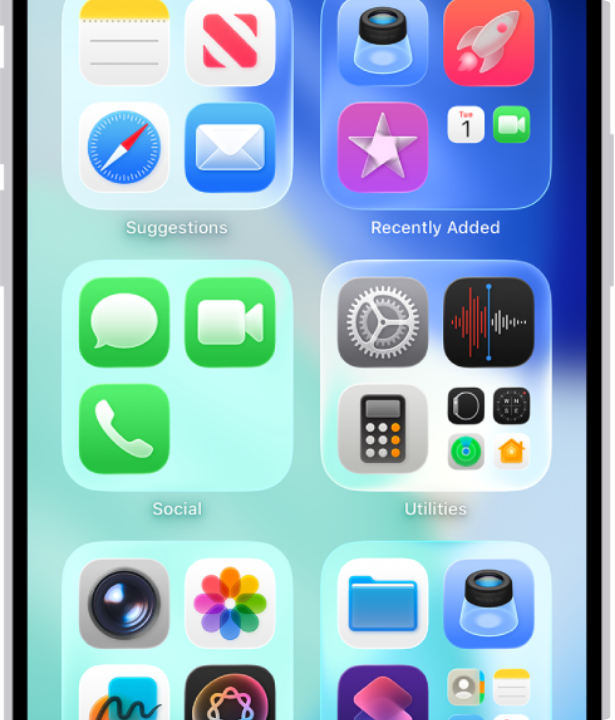 Tue
1
Suggestions
Recently Added
N
W E
S
Social
Utilities